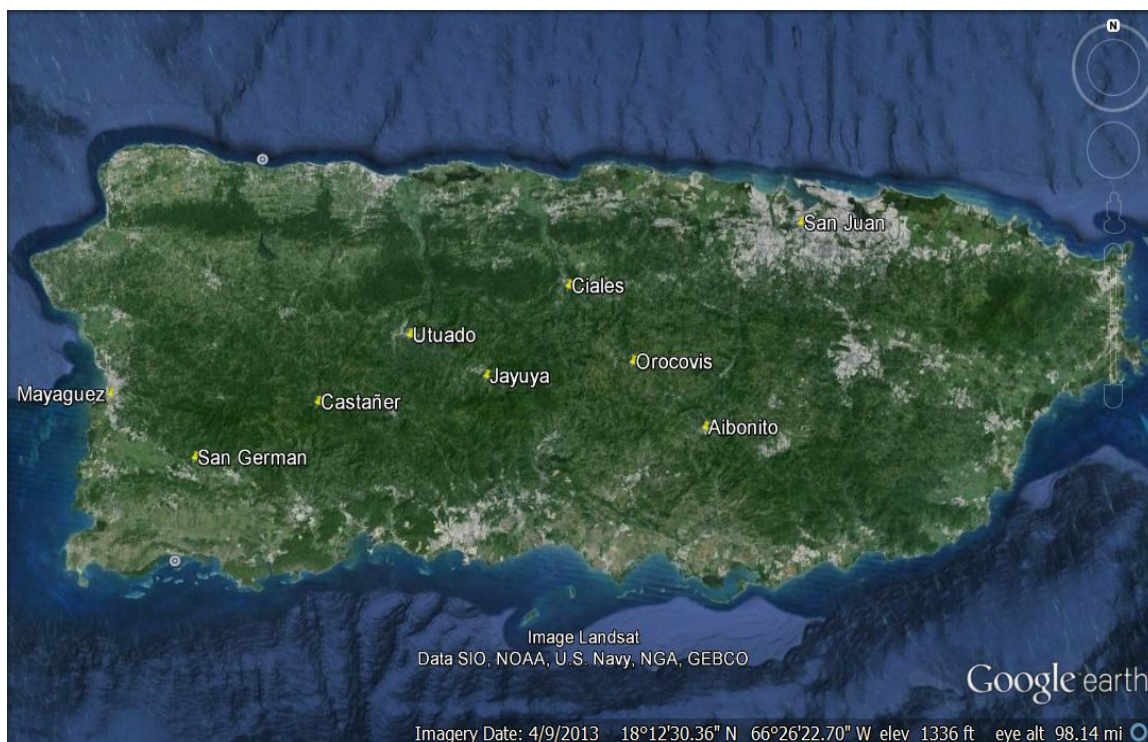 N
San Juan
Ciales
Utuado
Orocovis
Jayuya
Mayaguez
Castañer
Aibonito
San German
Image Landsat
Data SIO, NOAA, U.S. Navy, NGA, GEBCO
Google earth
Imagery Date: 4/9/2013 18°12'30.36" N 66°26'22.70" W elev 1336 ft eye alt 98.14 mi